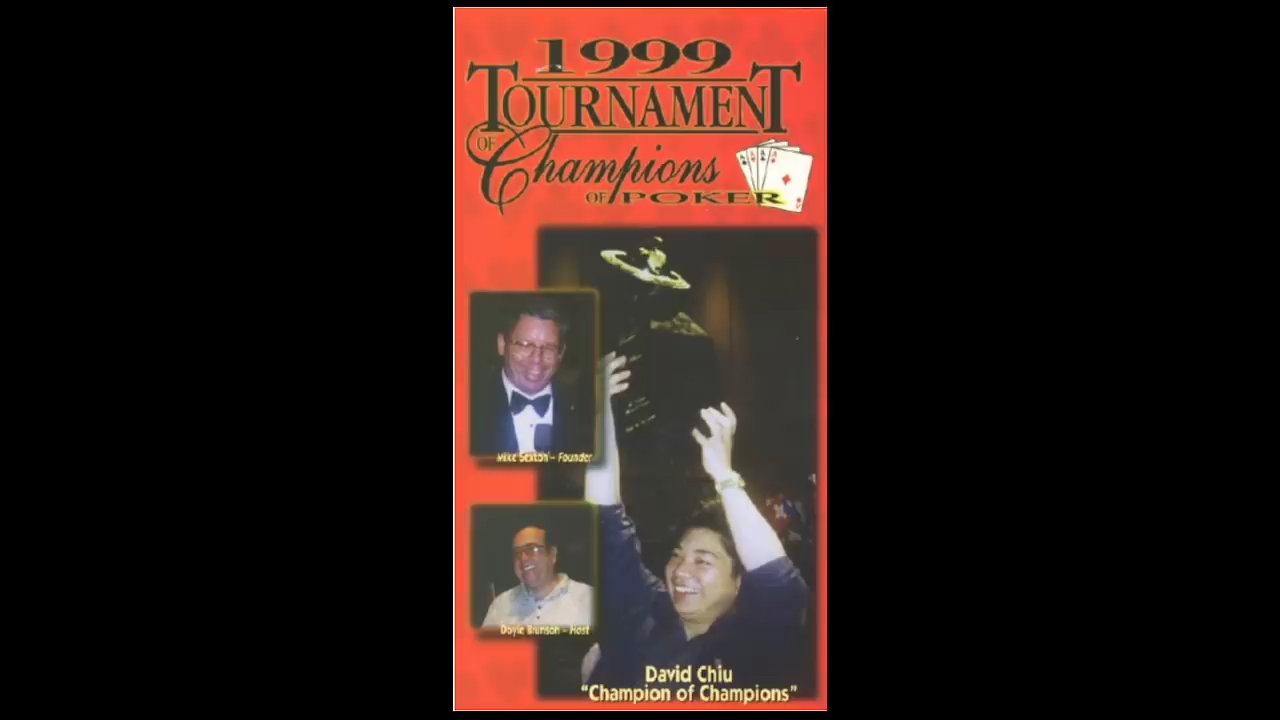 1999
TOURNAMENT
OF Champions
OF POKER
Mike Sexton - Founder
Doyle Brunson - Host
David Chiu
"Champion of Champions"